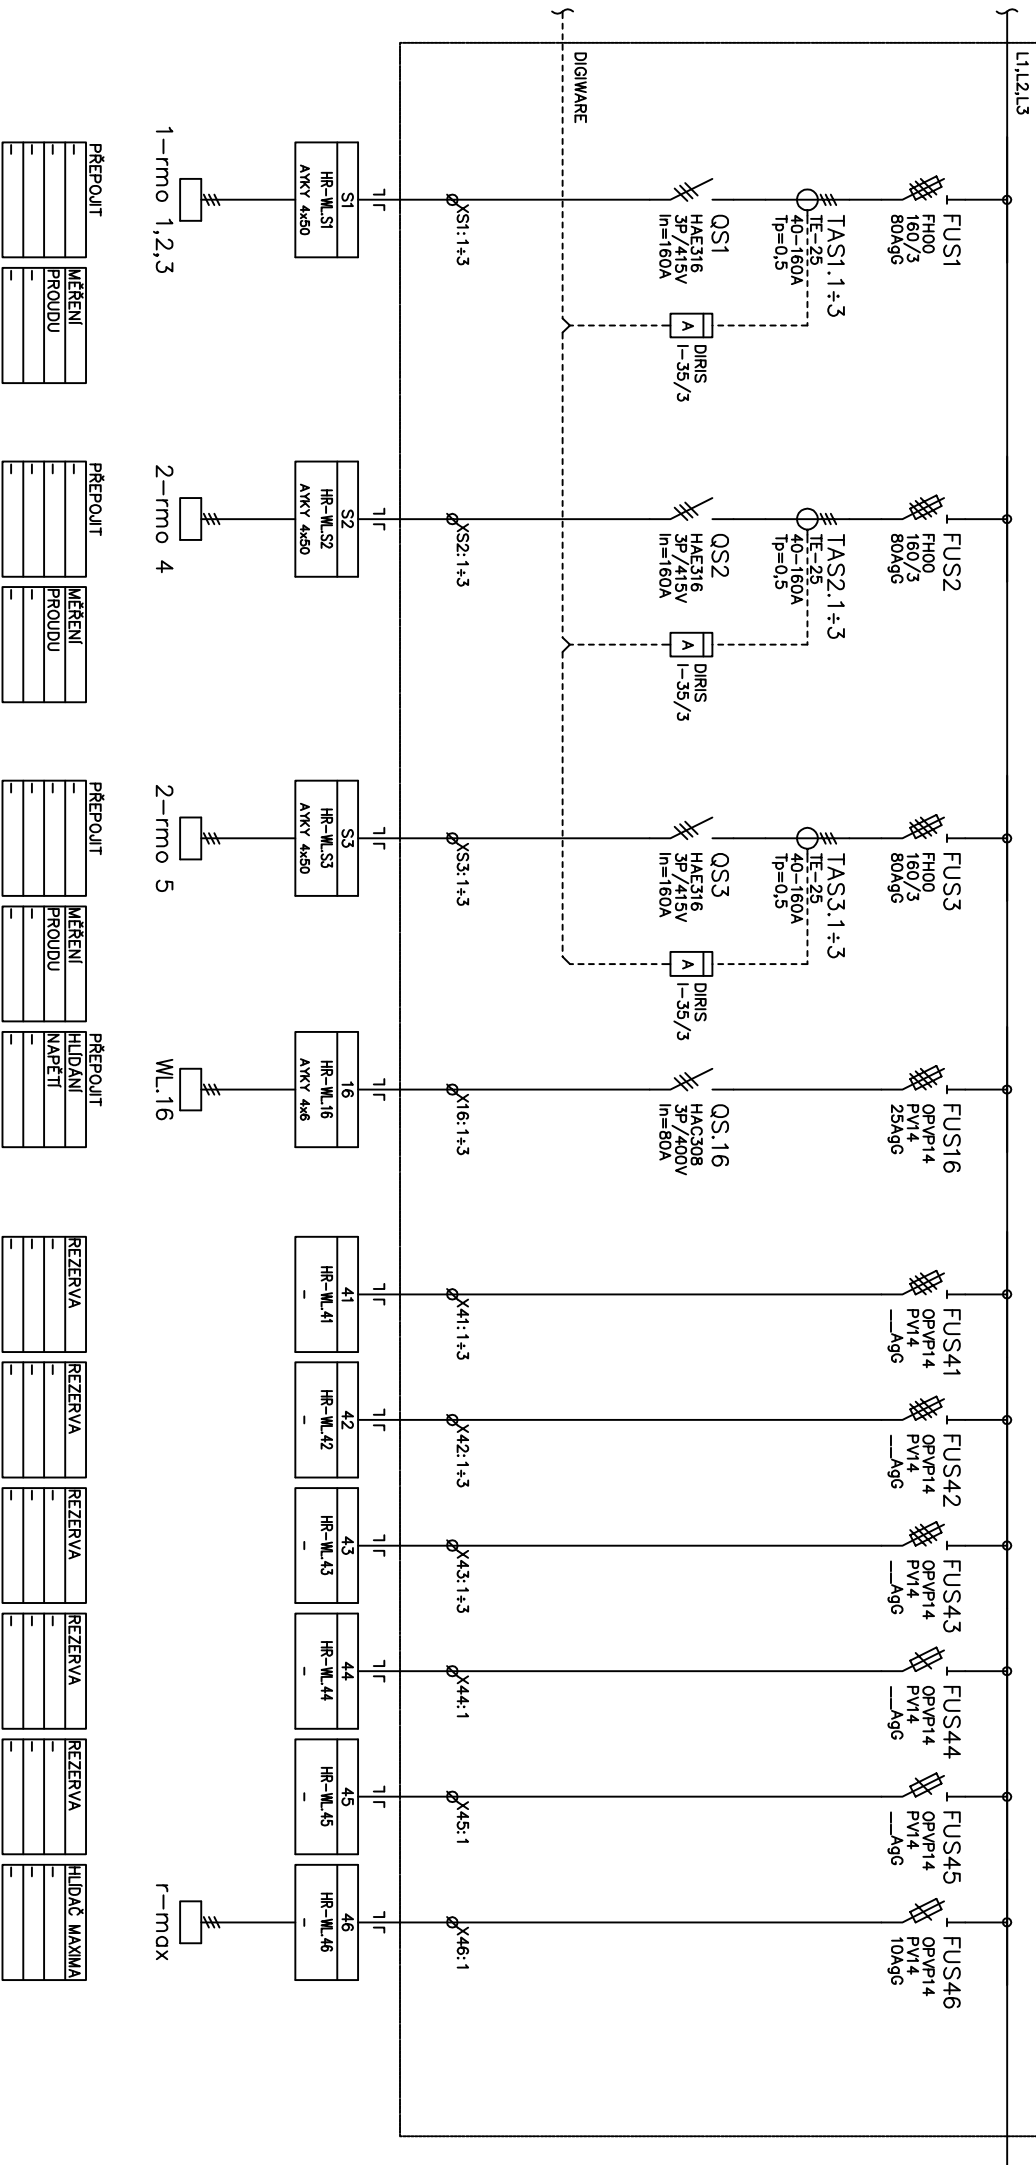 L1,L2,L3
DIGIWARE
FUS1
FH00
160/3
80AgG
TAS1.1÷3
TE-25
40-160A
Tp=0,5
QS1
HAE316
3P/415V
In=160A
DIRIS
I-35/3
A
XS1:1÷3
S1
HR-WL.S1
AYKY 4x50
1-rmo 1,2,3
PŘEPOJIT
-
-
-
-
MĚŘENÍ
PROUDU
-
-
FUS2
FH00
160/3
80AgG
TAS2.1÷3
TE-25
40-160A
Tp=0,5
QS2
HAE316
3P/415V
In=160A
DIRIS
I-35/3
A
XS2:1÷3
S2
HR-WL.S2
AYKY 4x50
2-rmo 4
PŘEPOJIT
-
-
-
-
MĚŘENÍ
PROUDU
-
-
FUS3
FH00
160/3
80AgG
TAS3.1÷3
TE-25
40-160A
Tp=0,5
QS3
HAE316
3P/415V
In=160A
DIRIS
I-35/3
A
XS3:1÷3
S3
HR-WL.S3
AYKY 4x50
2-rmo 5
PŘEPOJIT
-
-
-
-
MĚŘENÍ
PROUDU
-
-
FUS16
OPVP14
PV14
25AgG
QS.16
HAC308
3P/400V
In=80A
X16:1÷3
16
HR-WL.16
AYKY 4x6
WL.16
PŘEPOJIT
HLÍDÁNÍ
NAPĚTÍ
-
-
FUS41
OPVP14
PV14
__AgG
X41:1÷3
41
HR-WL.41
-
REZERVA
-
-
-
FUS42
OPVP14
PV14
__AgG
X42:1÷3
42
HR-WL.42
-
REZERVA
-
-
-
FUS43
OPVP14
PV14
__AgG
X43:1÷3
43
HR-WL.43
-
REZERVA
-
-
-
FUS44
OPVP14
PV14
__AgG
X44:1
44
HR-WL.44
-
REZERVA
-
-
-
FUS45
OPVP14
PV14
__AgG
X45:1
45
HR-WL.45
-
REZERVA
-
-
-
FUS46
OPVP14
PV14
10AgG
X46:1
46
HR-WL.46
-
r-max
HLÍDAČ MAXIMA
-
-
-